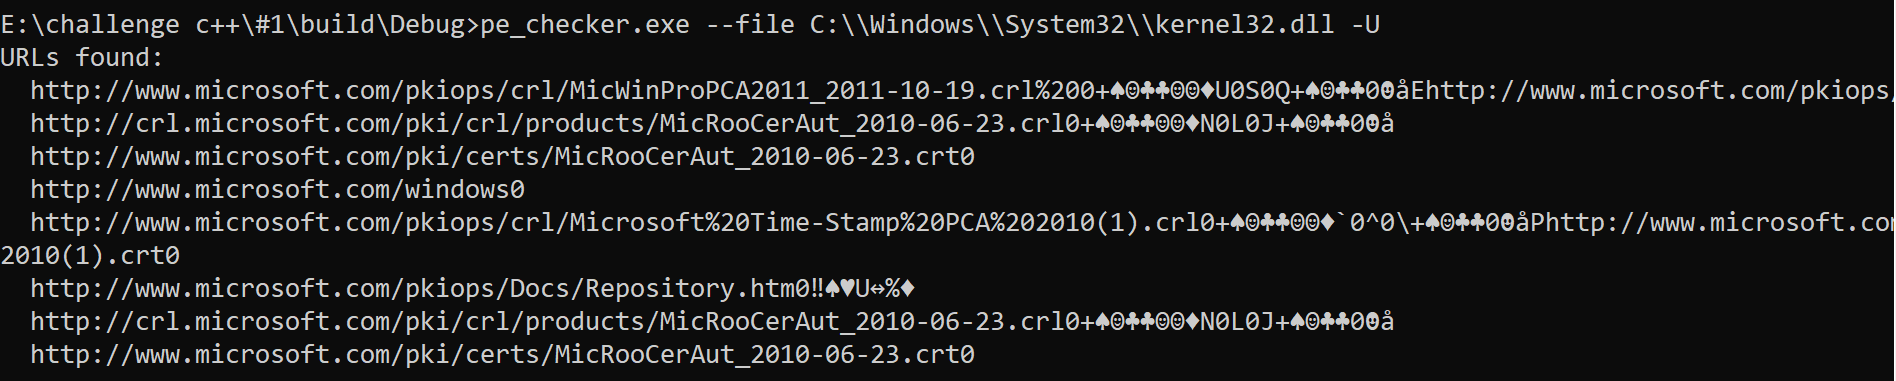 E:\challenge c++\#1\build\Debug>pe_checker.exe --file C:\\Windows\\System32\\kernel32.dll -U
URLs found:
  http://www.microsoft.com/pkiops/crl/MicWinProPCA2011_2011-10-19.crl%200+♠☺♣♣☺☺♦U0S0Q+♠☺♣♣0☻åEhttp://www.microsoft.com/pkiops/
  http://crl.microsoft.com/pki/crl/products/MicRooCerAut_2010-06-23.crl0+♠☺♣♣☺☺♦N0L0J+♠☺♣♣0☻å
  http://www.microsoft.com/pki/certs/MicRooCerAut_2010-06-23.crt0
  http://www.microsoft.com/windows0
  http://www.microsoft.com/pkiops/crl/Microsoft%20Time-Stamp%20PCA%202010(1).crl0+♠☺♣♣☺☺♦`0^0\+♠☺♣♣0☻åPhttp://www.microsoft.com
2010(1).crt0
  http://www.microsoft.com/pkiops/Docs/Repository.htm0‼♠♥U↔%♦
  http://crl.microsoft.com/pki/crl/products/MicRooCerAut_2010-06-23.crl0+♠☺♣♣☺☺♦N0L0J+♠☺♣♣0☻å
  http://www.microsoft.com/pki/certs/MicRooCerAut_2010-06-23.crt0